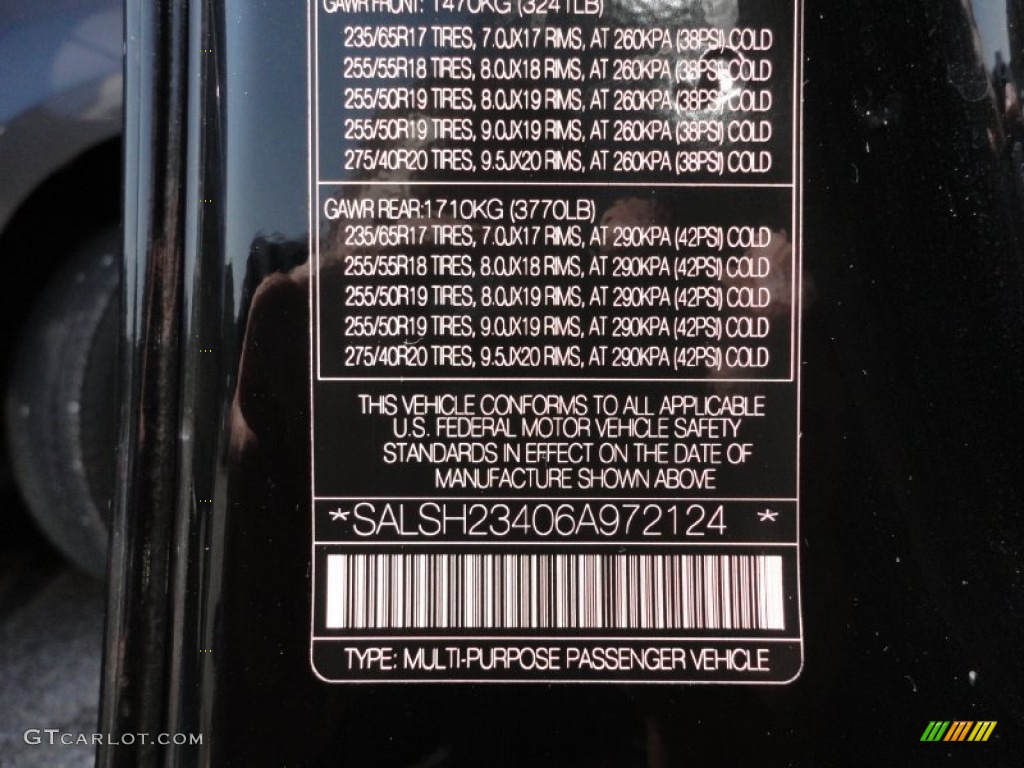 GAWR FRONT: 1470KG (3241LB)
235/65R17 TIRES, 7.0JX17 RIMS, AT 260KPA (38PSI) COLD
255/55R18 TIRES, 8.0JX18 RIMS, AT 260KPA (38PSI) COLD
255/50R19 TIRES, 8.0JX19 RIMS, AT 260KPA (38PSI) COLD
255/50R19 TIRES, 9.0JX19 RIMS, AT 260KPA (38PSI) COLD
275/40R20 TIRES, 9.5JX20 RIMS, AT 260KPA (38PSI) COLD
GAWR REAR:1710KG (3770LB)
235/65R17 TIRES, 7.0JX17 RIMS, AT 290KPA (42PSI) COLD
255/55R18 TIRES, 8.0JX18 RIMS, AT 290KPA (42PSI) COLD
255/50R19 TIRES, 8.0JX19 RIMS, AT 290KPA (42PSI) COLD
255/50R19 TIRES, 9.0JX19 RIMS, AT 290KPA (42PSI) COLD
275/40R20 TIRES, 9.5JX20 RIMS, AT 290KPA (42PSI) COLD
THIS VEHICLE CONFORMS TO ALL APPLICABLE
U.S. FEDERAL MOTOR VEHICLE SAFETY
STANDARDS IN EFFECT ON THE DATE OF
MANUFACTURE SHOWN ABOVE
*SALSH23406A972124 *
TYPE: MULTI-PURPOSE PASSENGER VEHICLE
GTCARLOT.COM